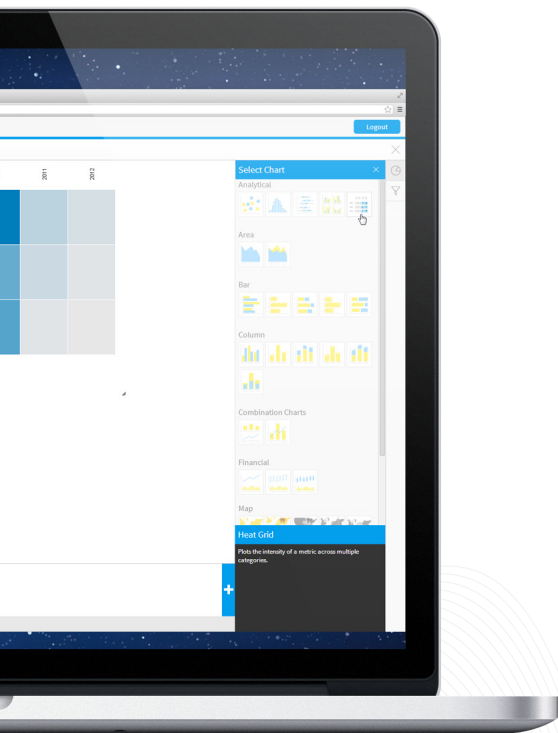 Logout
2011
2012
Select Chart
Analytical
Area
Bar
Column
Combination Charts
Financial
Map
Heat Grid
Plots the intensity of a metric across multiple
categories.